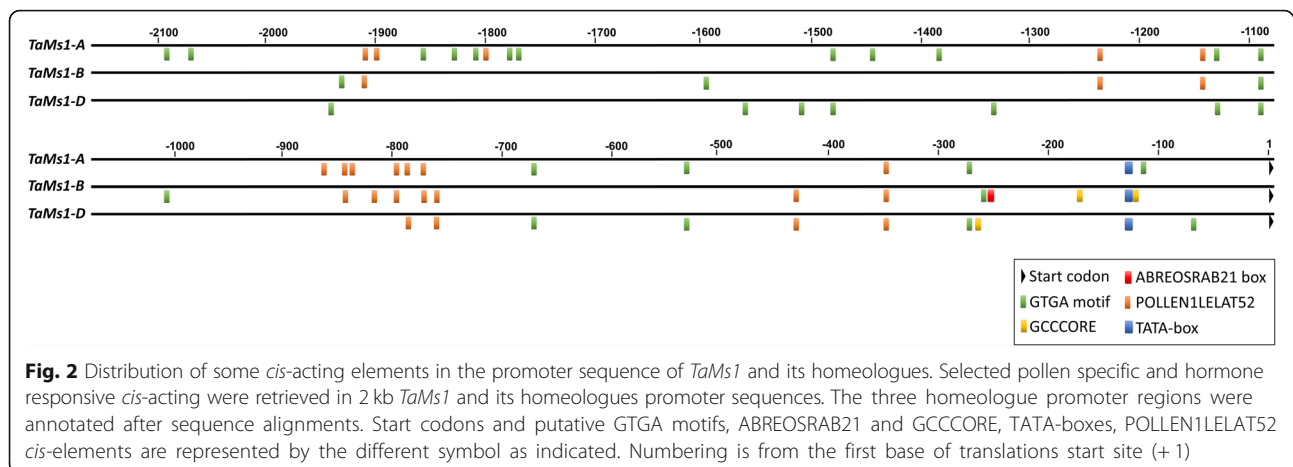 -2100 -2000 -1900 -1800 -1700 -1600 -1500 -1400 -1300 -1200 -1100
TaMs1-A
TaMs1-B
TaMs1-D
-1000 -900 -800 -700 -600 -500 -400 -300 -200 -100 1
TaMs1-A
TaMs1-B
TaMs1-D
Start codon ABREOSRAB21 box
GTGA motif POLLEN1LELAT52
GCCCORE TATA-box
Fig. 2 Distribution of some cis-acting elements in the promoter sequence of TaMs1 and its homeologues. Selected pollen specific and hormone
responsive cis-acting were retrieved in 2 kb TaMs1 and its homeologues promoter sequences. The three homeologue promoter regions were
annotated after sequence alignments. Start codons and putative GTGA motifs, ABREOSRAB21 and GCCCORE, TATA-boxes, POLLEN1LELAT52
cis-elements are represented by the different symbol as indicated. Numbering is from the first base of translations start site (+ 1)